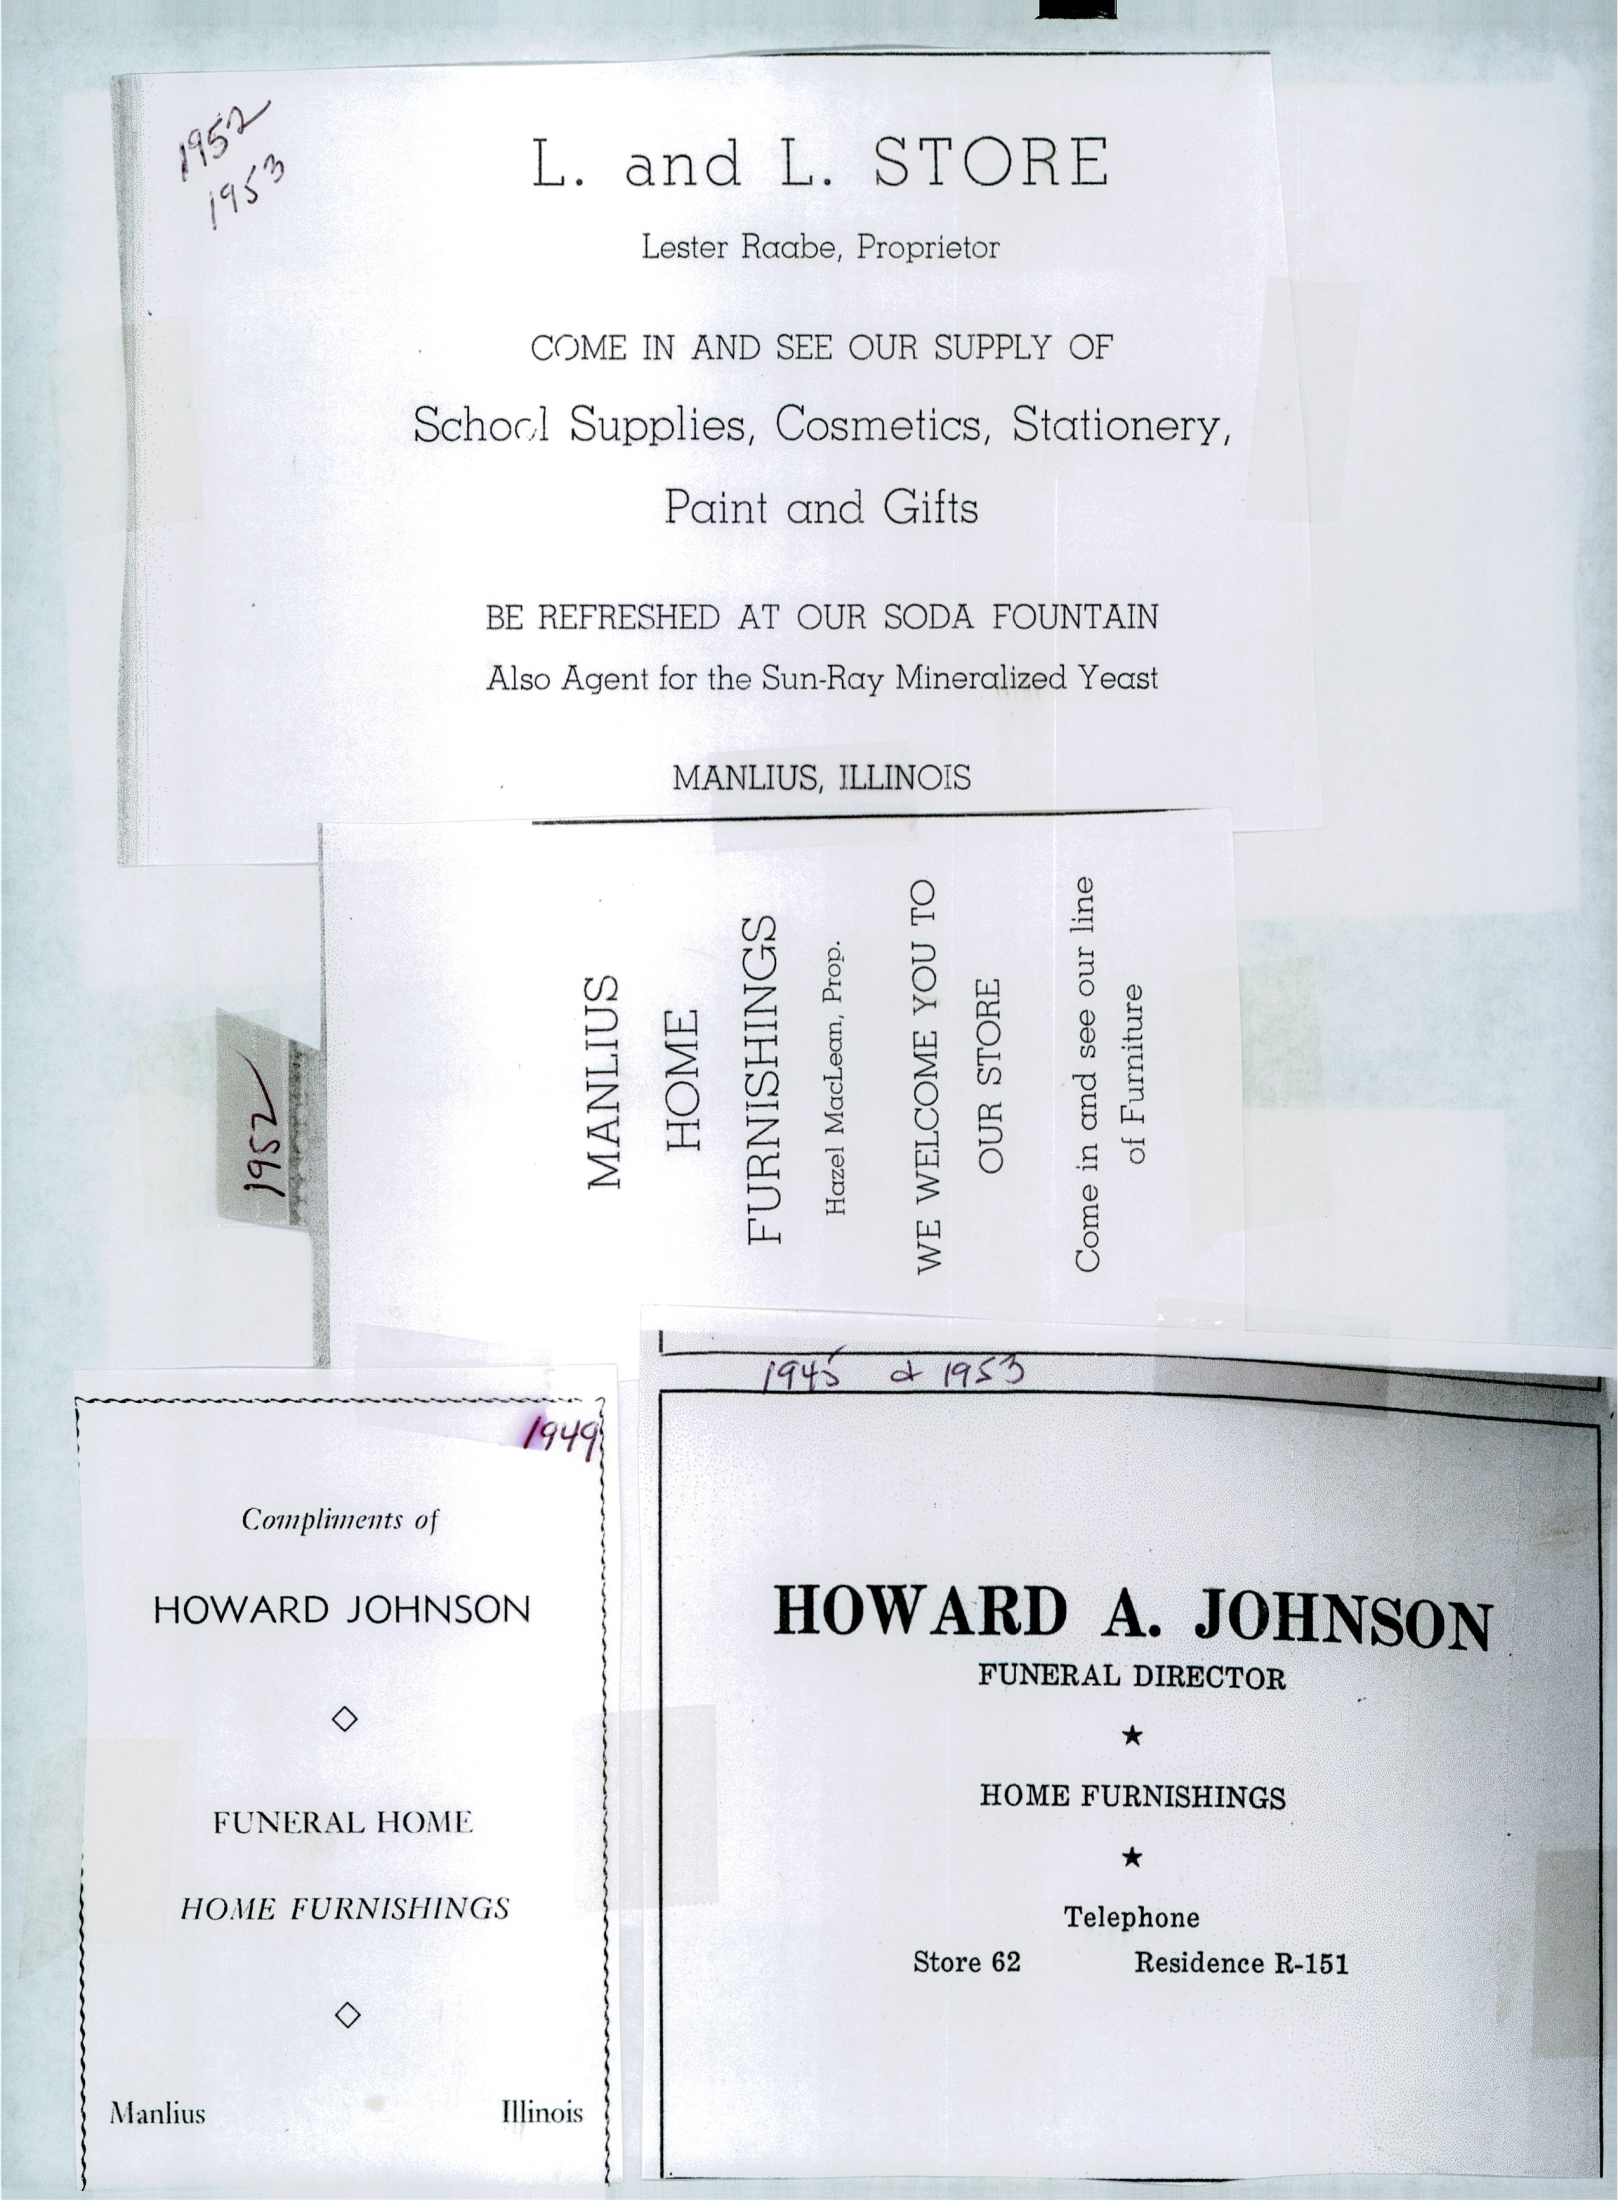 1952
1953
L. and L. STORE
Lester Raabe, Proprietor
COME IN AND SEE OUR SUPPLY OF
School Supplies, Cosmetics, Stationery,
Paint and Gifts
BE REFRESHED AT OUR SODA FOUNTAIN
Also Agent for the Sun-Ray Mineralized Yeast
MANLIUS, ILLINOIS
1952
MANLIUS
HOME
FURNISHINGS
Hazel MacLean, Prop.
WE WELCOME YOU TO
OUR STORE
Come in and see our line
of Furniture
1949
Compliments of
HOWARD JOHNSON
FUNERAL HOME
HOME FURNISHINGS
Manlius Illinois
1945 & 1953
HOWARD A. JOHNSON
FUNERAL DIRECTOR
★
HOME FURNISHINGS
★
Telephone
Store 62 Residence R-151